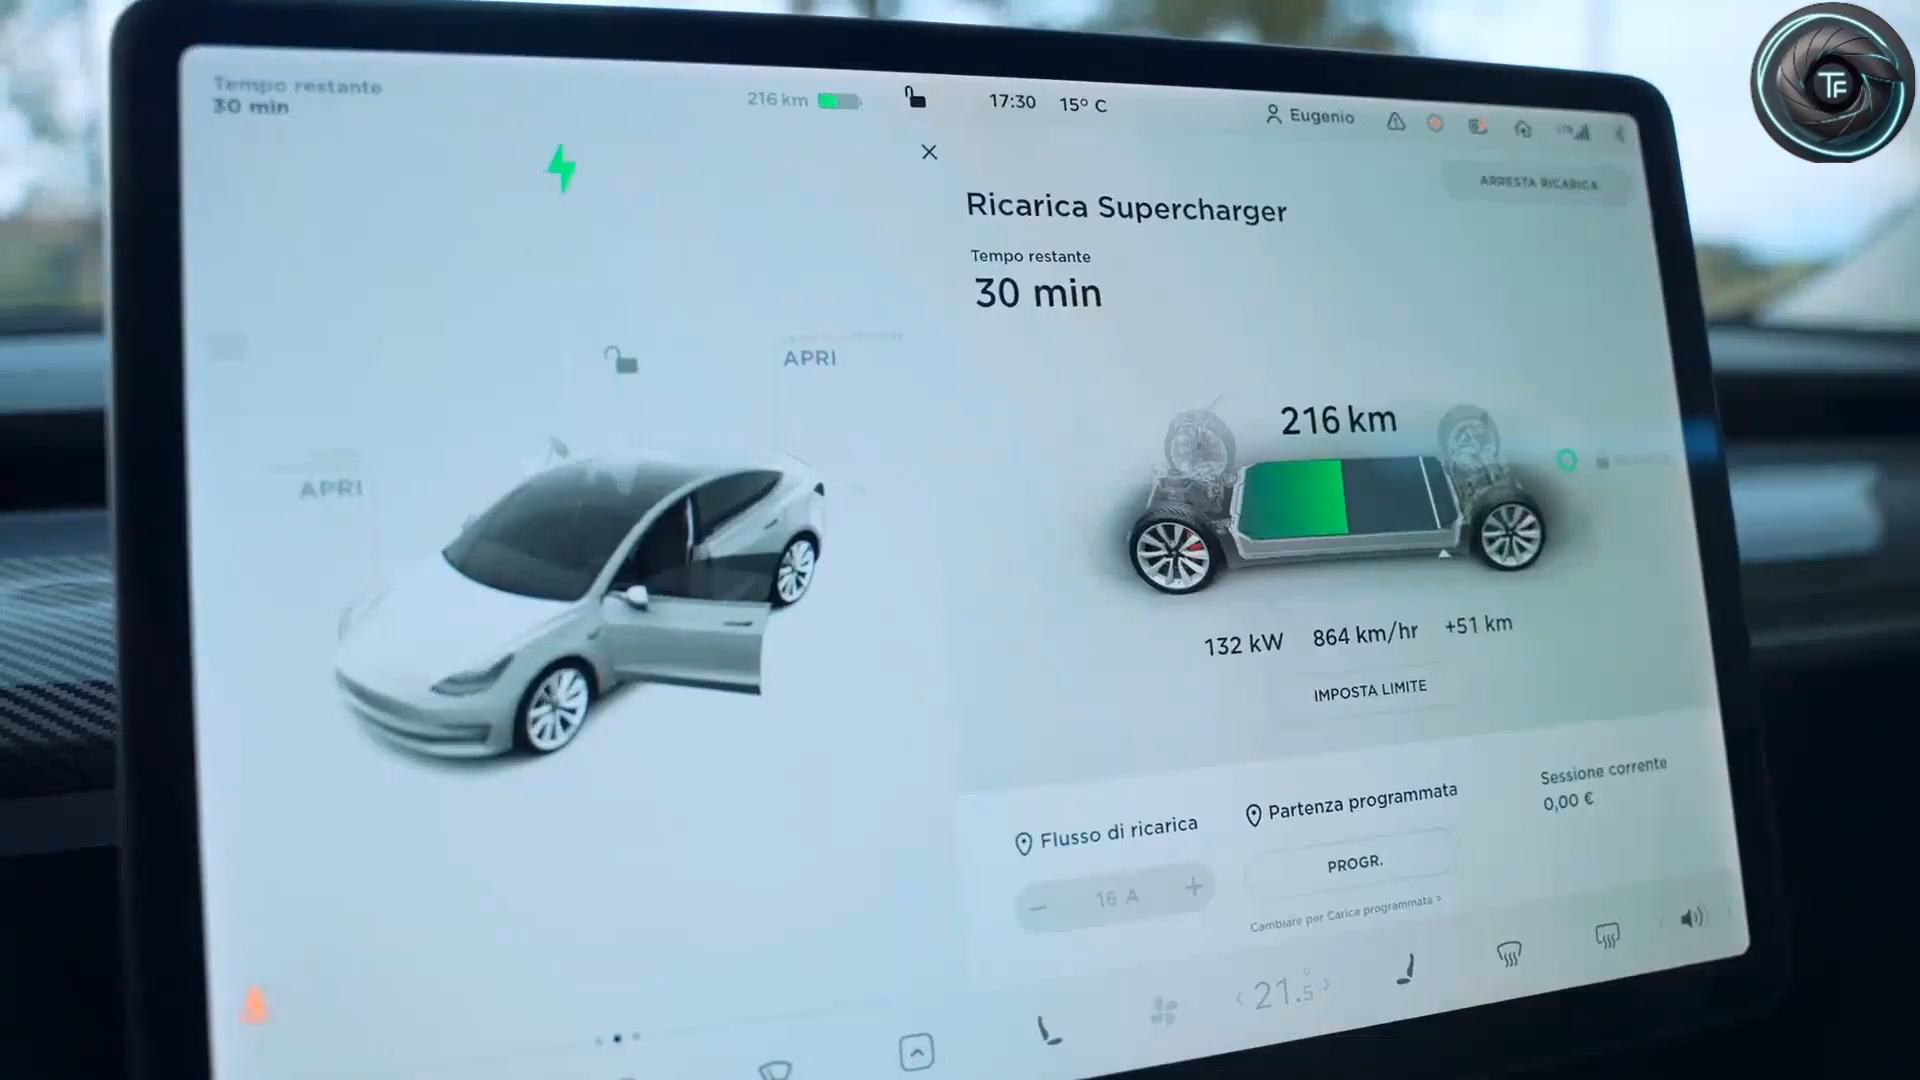 Tempo restante
30 min
216 km
17:30
15° C
Eugenio
LTE
TF
ARRESTA RICARICA
Ricarica Supercharger
Tempo restante
30 min
APRI
APRI
216 km
132 kW
864 km/hr
+51 km
IMPOSTA LIMITE
Flusso di ricarica
Partenza programmata
Sessione corrente
0,00 €
− 16 A +
PROGR.
Cambiare per Carica programmata >
< 21.5° >